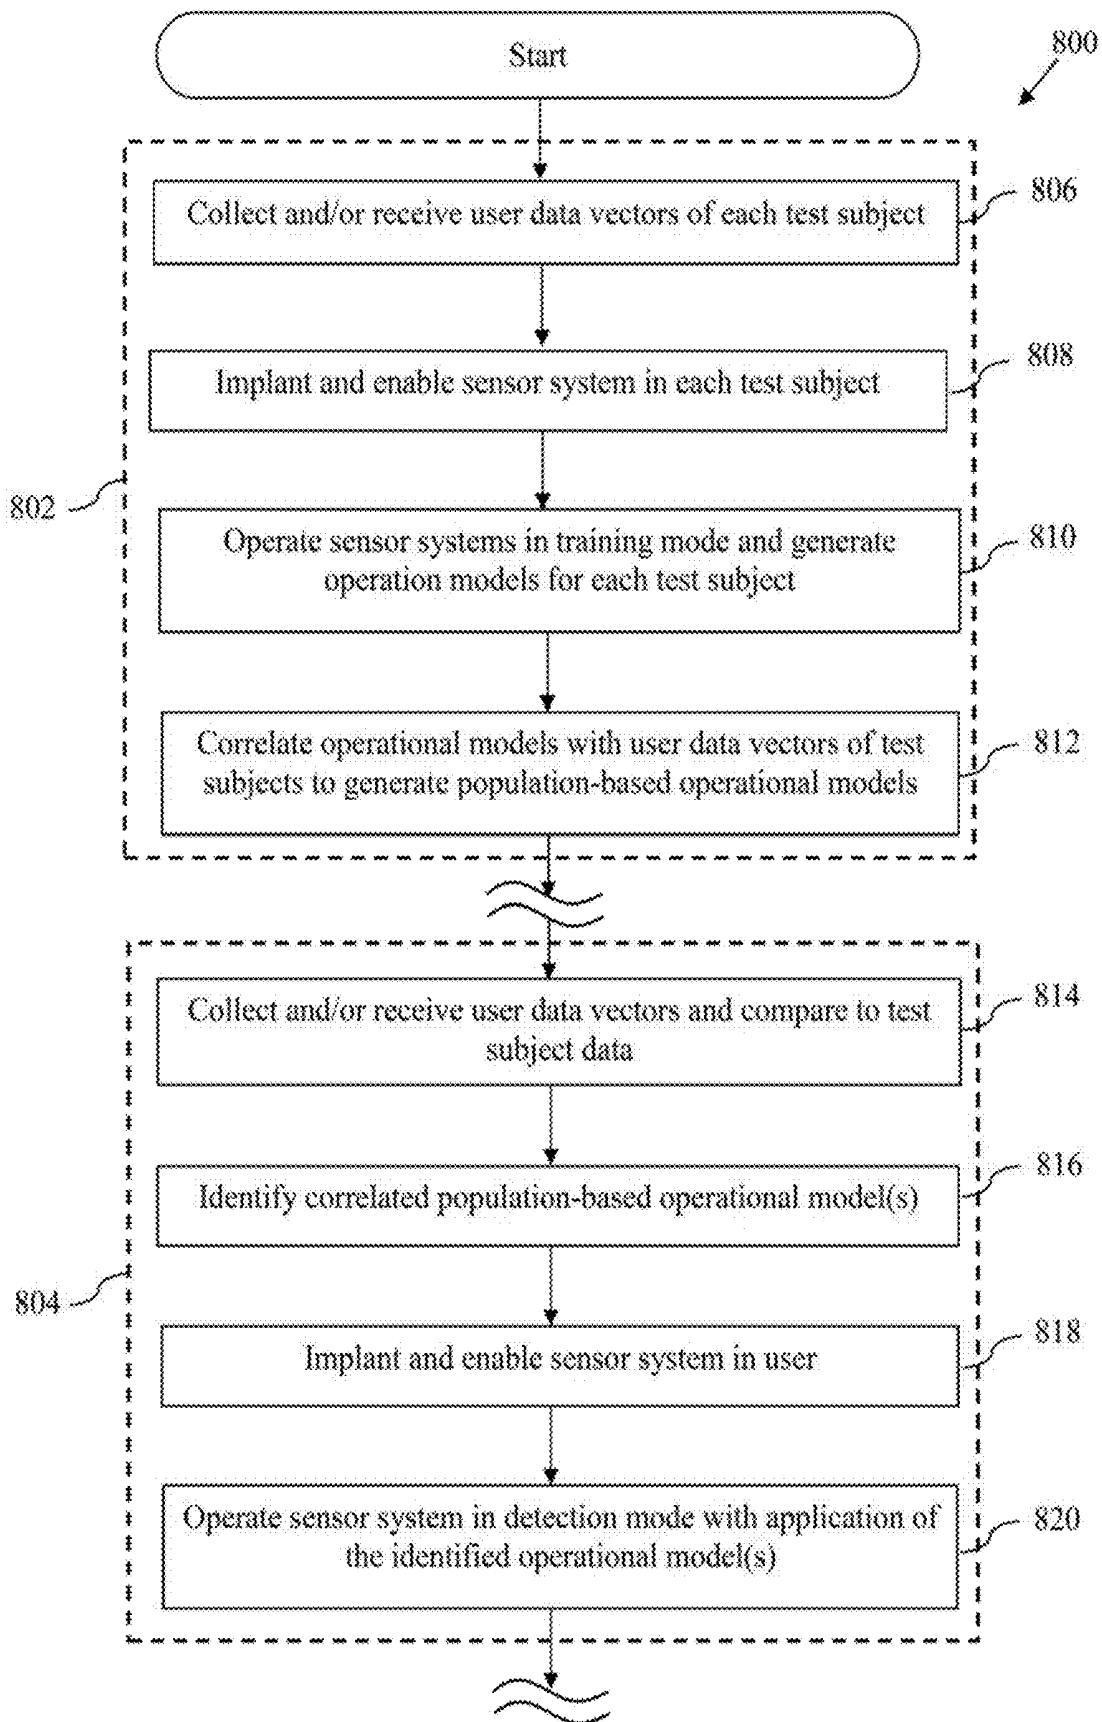 Start
800
Collect and/or receive user data vectors of each test subject
806
Implant and enable sensor system in each test subject
808
802
Operate sensor systems in training mode and generate
operation models for each test subject
810
Correlate operational models with user data vectors of test
subjects to generate population-based operational models
812
Collect and/or receive user data vectors and compare to test
subject data
814
Identify correlated population-based operational model(s)
816
804
Implant and enable sensor system in user
818
Operate sensor system in detection mode with application of
the identified operational model(s)
820